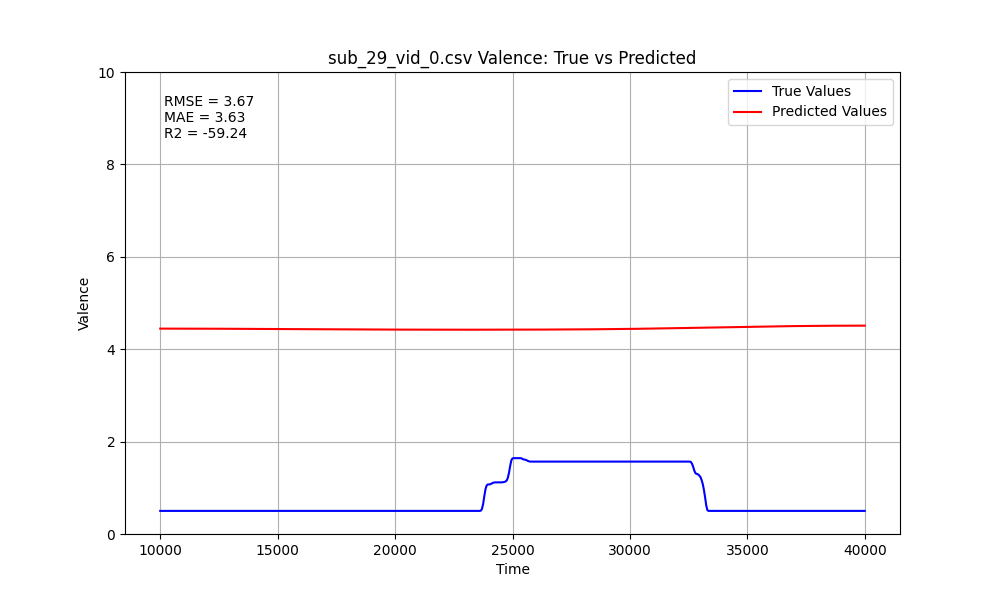 sub_29_vid_0.csv Valence: True vs Predicted
RMSE = 3.67
MAE = 3.63
R2 = -59.24
True Values
Predicted Values
10
8
6
4
2
0
Valence
10000 15000 20000 25000 30000 35000 40000
Time